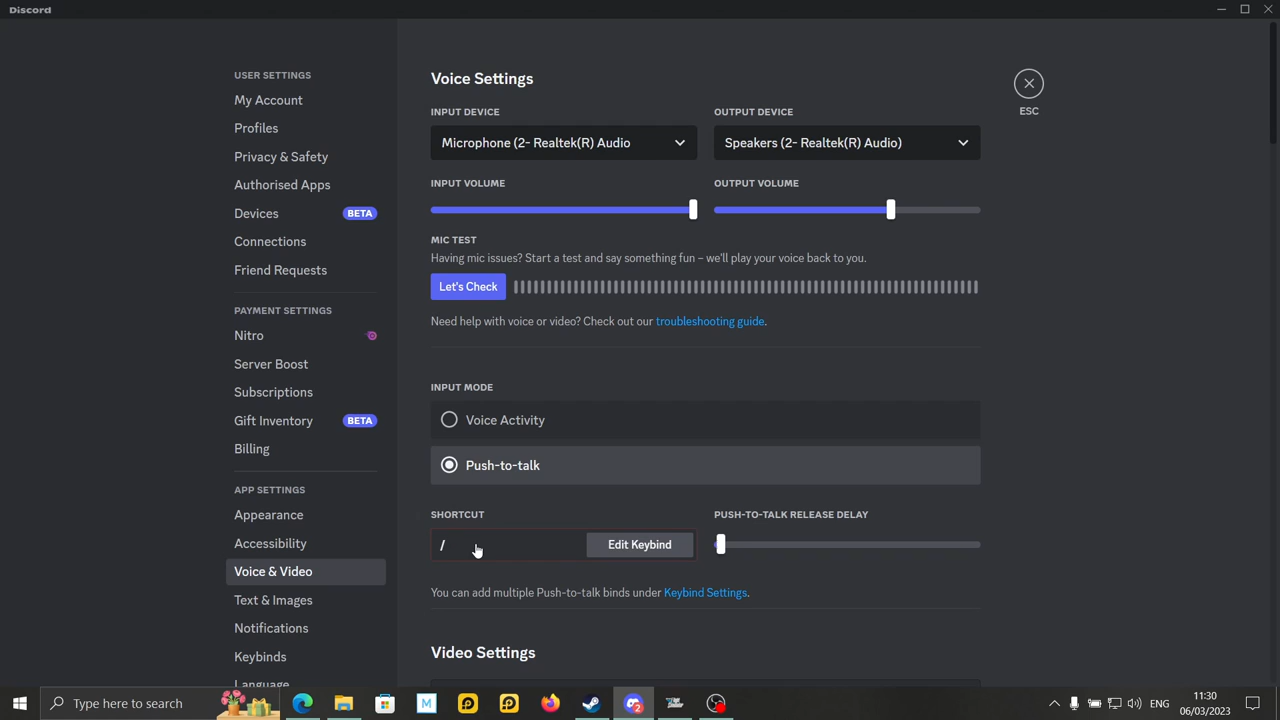 Discord
USER SETTINGS
My Account
Profiles
Privacy & Safety
Authorised Apps
Devices BETA
Connections
Friend Requests
PAYMENT SETTINGS
Nitro
Server Boost
Subscriptions
Gift Inventory BETA
Billing
APP SETTINGS
Appearance
Accessibility
Voice & Video
Text & Images
Notifications
Keybinds
Language
Voice Settings
INPUT DEVICE
Microphone (2- Realtek(R) Audio
OUTPUT DEVICE
Speakers (2- Realtek(R) Audio)
INPUT VOLUME
OUTPUT VOLUME
MIC TEST
Having mic issues? Start a test and say something fun – we'll play your voice back to you.
Let's Check
Need help with voice or video? Check out our troubleshooting guide.
INPUT MODE
Voice Activity
Push-to-talk
SHORTCUT
/
Edit Keybind
PUSH-TO-TALK RELEASE DELAY
You can add multiple Push-to-talk binds under Keybind Settings.
Video Settings
ESC
Type here to search
M
2
ENG
11:30
06/03/2023